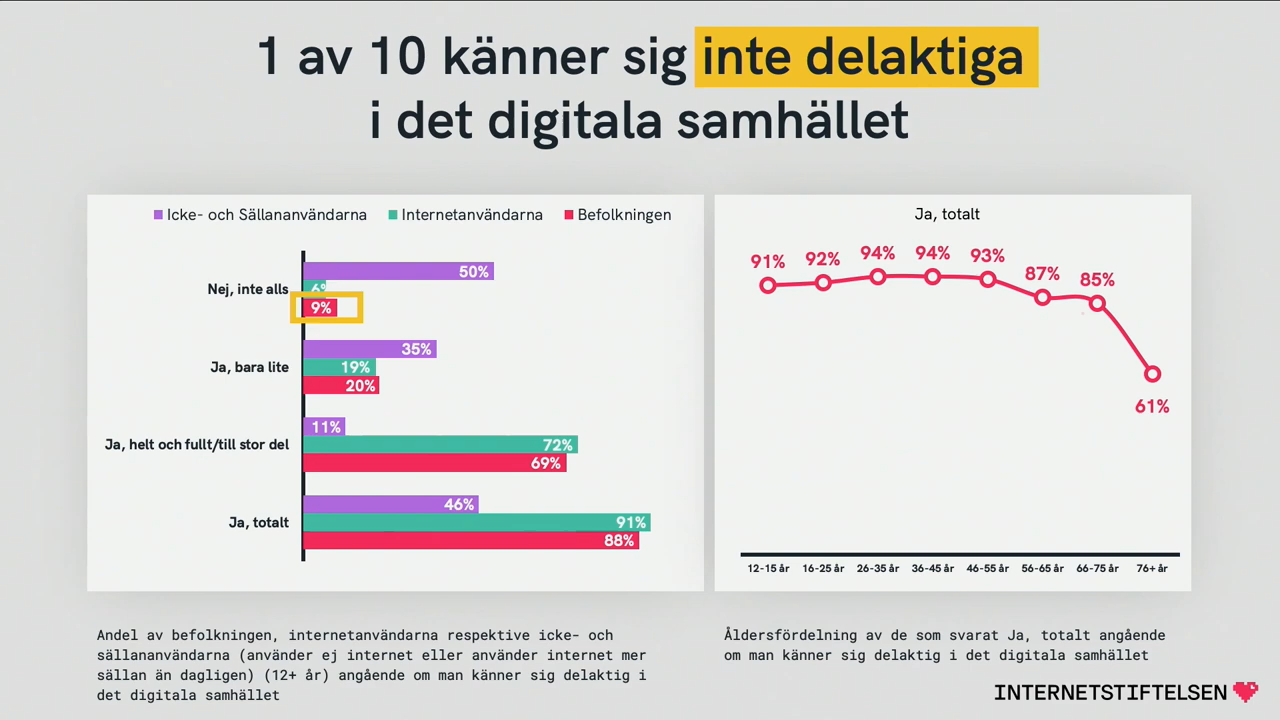 1 av 10 känner sig inte delaktiga
i det digitala samhället
Icke- och Sällananvändarna Internetanvändarna Befolkningen
50%
Nej, inte alls
9%
35%
Ja, bara lite 19%
20%
11%
Ja, helt och fullt/till stor del 72%
69%
46%
Ja, totalt 91%
88%
Ja, totalt
91% 92% 94% 94% 93% 87% 85%
61%
12-15 år 16-25 år 26-35 år 36-45 år 46-55 år 56-65 år 66-75 år 76+ år
Andel av befolkningen, internetanvändarna respektive icke- och
sällananvändarna (använder ej internet eller använder internet mer
sällan än dagligen) (12+ år) angående om man känner sig delaktig i
det digitala samhället
Åldersfördelning av de som svarat Ja, totalt angående
om man känner sig delaktig i det digitala samhället
INTERNETSTIFTELSEN